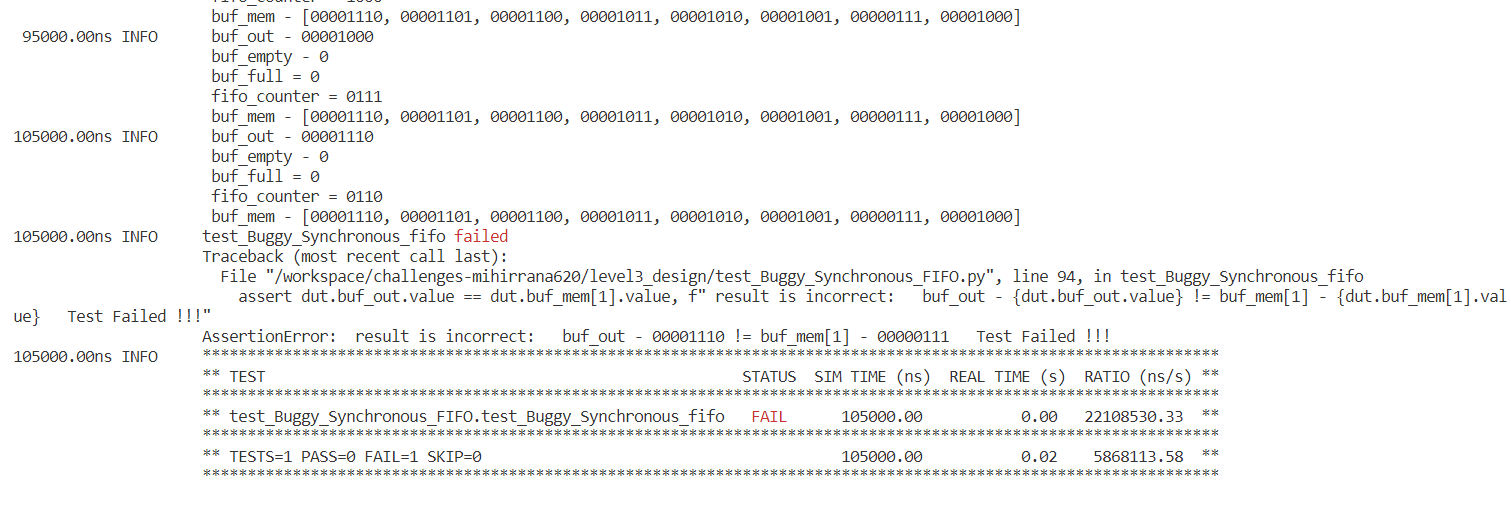 buf_mem - [00001110, 00001101, 00001100, 00001011, 00001010, 00001001, 00000111, 00001000]
95000.00ns INFO buf_out - 00001000
buf_empty - 0
buf_full = 0
fifo_counter = 0111
buf_mem - [00001110, 00001101, 00001100, 00001011, 00001010, 00001001, 00000111, 00001000]
105000.00ns INFO buf_out - 00001110
buf_empty - 0
buf_full = 0
fifo_counter = 0110
buf_mem - [00001110, 00001101, 00001100, 00001011, 00001010, 00001001, 00000111, 00001000]
105000.00ns INFO test_Buggy_Synchronous_fifo failed
Traceback (most recent call last):
File "/workspace/challenges-mihirrana620/level3_design/test_Buggy_Synchronous_FIFO.py", line 94, in test_Buggy_Synchronous_fifo
assert dut.buf_out.value == dut.buf_mem[1].value, f" result is incorrect: buf_out - {dut.buf_out.value} != buf_mem[1] - {dut.buf_mem[1].val
ue} Test Failed !!!"
AssertionError: result is incorrect: buf_out - 00001110 != buf_mem[1] - 00000111 Test Failed !!!
105000.00ns INFO *****************************************************************************************************************
** TEST STATUS SIM TIME (ns) REAL TIME (s) RATIO (ns/s) **
*****************************************************************************************************************
** test_Buggy_Synchronous_FIFO.test_Buggy_Synchronous_fifo FAIL 105000.00 0.00 22108530.33 **
*****************************************************************************************************************
** TESTS=1 PASS=0 FAIL=1 SKIP=0 105000.00 0.02 5868113.58 **
*****************************************************************************************************************